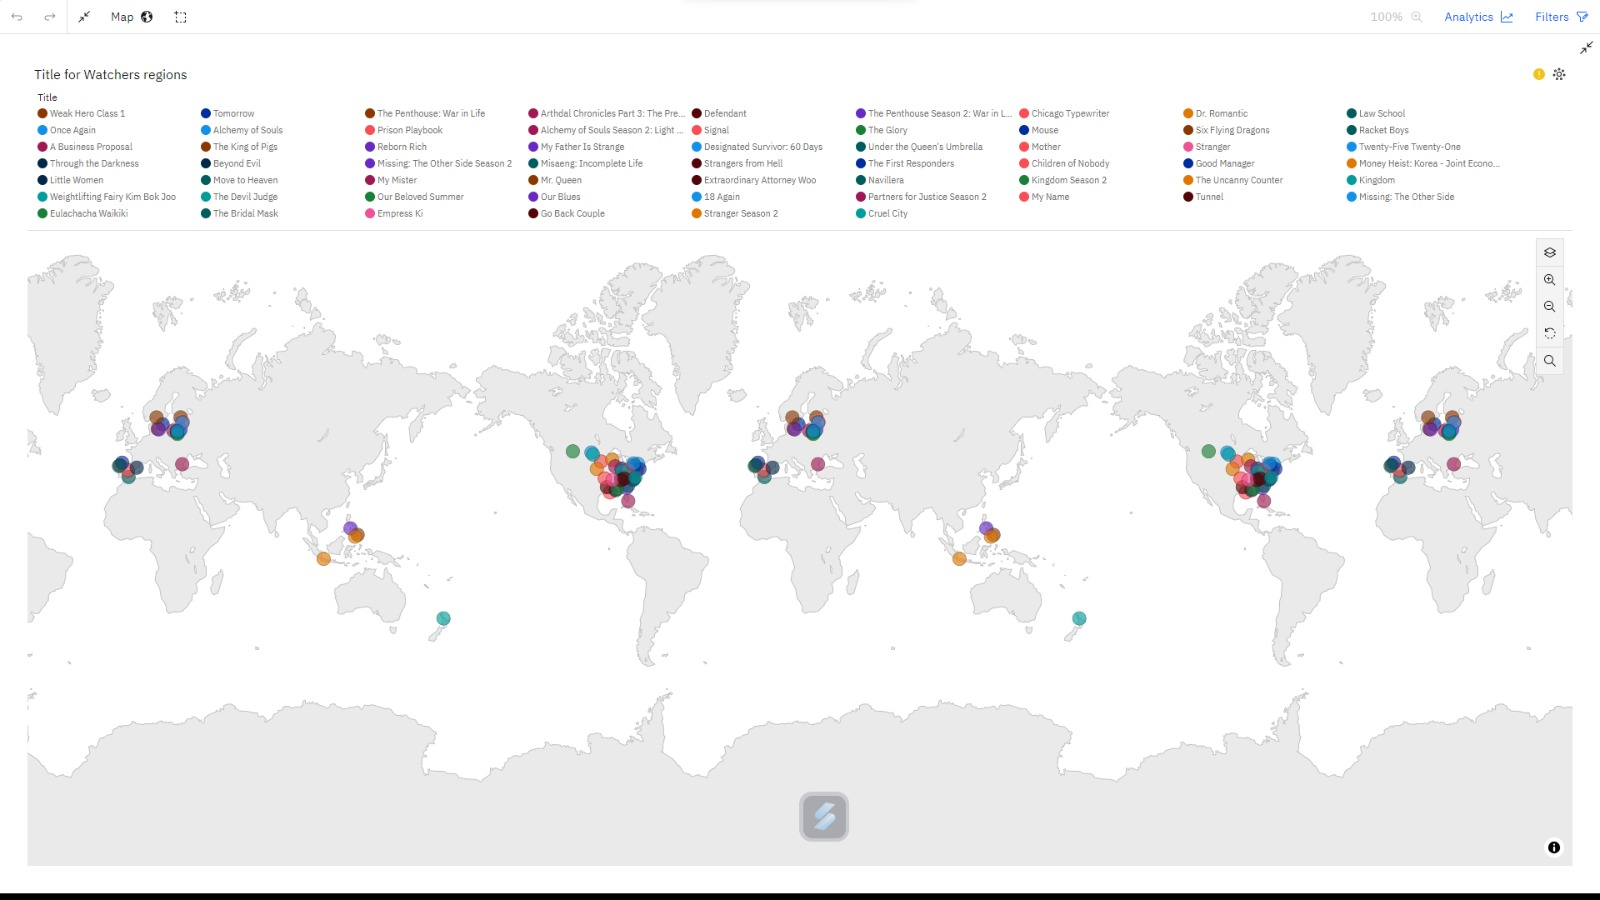 Map
100%
Analytics
Filters
Title for Watchers regions
Title
Weak Hero Class 1 Tomorrow The Penthouse: War in Life Arthdal Chronicles Part 3: The Pre... Defendant The Penthouse Season 2: War in L... Chicago Typewriter Dr. Romantic Law School
Once Again Alchemy of Souls Prison Playbook Alchemy of Souls Season 2: Light ... Signal The Glory Mouse Six Flying Dragons Racket Boys
A Business Proposal The King of Pigs Reborn Rich My Father Is Strange Designated Survivor: 60 Days Under the Queen's Umbrella Mother Stranger Twenty-Five Twenty-One
Through the Darkness Beyond Evil Missing: The Other Side Season 2 Misaeng: Incomplete Life Strangers from Hell The First Responders Children of Nobody Good Manager Money Heist: Korea - Joint Econo...
Little Women Move to Heaven My Mister Mr. Queen Extraordinary Attorney Woo Navillera Kingdom Season 2 The Uncanny Counter Kingdom
Weightlifting Fairy Kim Bok Joo The Devil Judge Our Beloved Summer Our Blues 18 Again Partners for Justice Season 2 My Name Tunnel Missing: The Other Side
Eulachacha Waikiki The Bridal Mask Empress Ki Go Back Couple Stranger Season 2 Cruel City